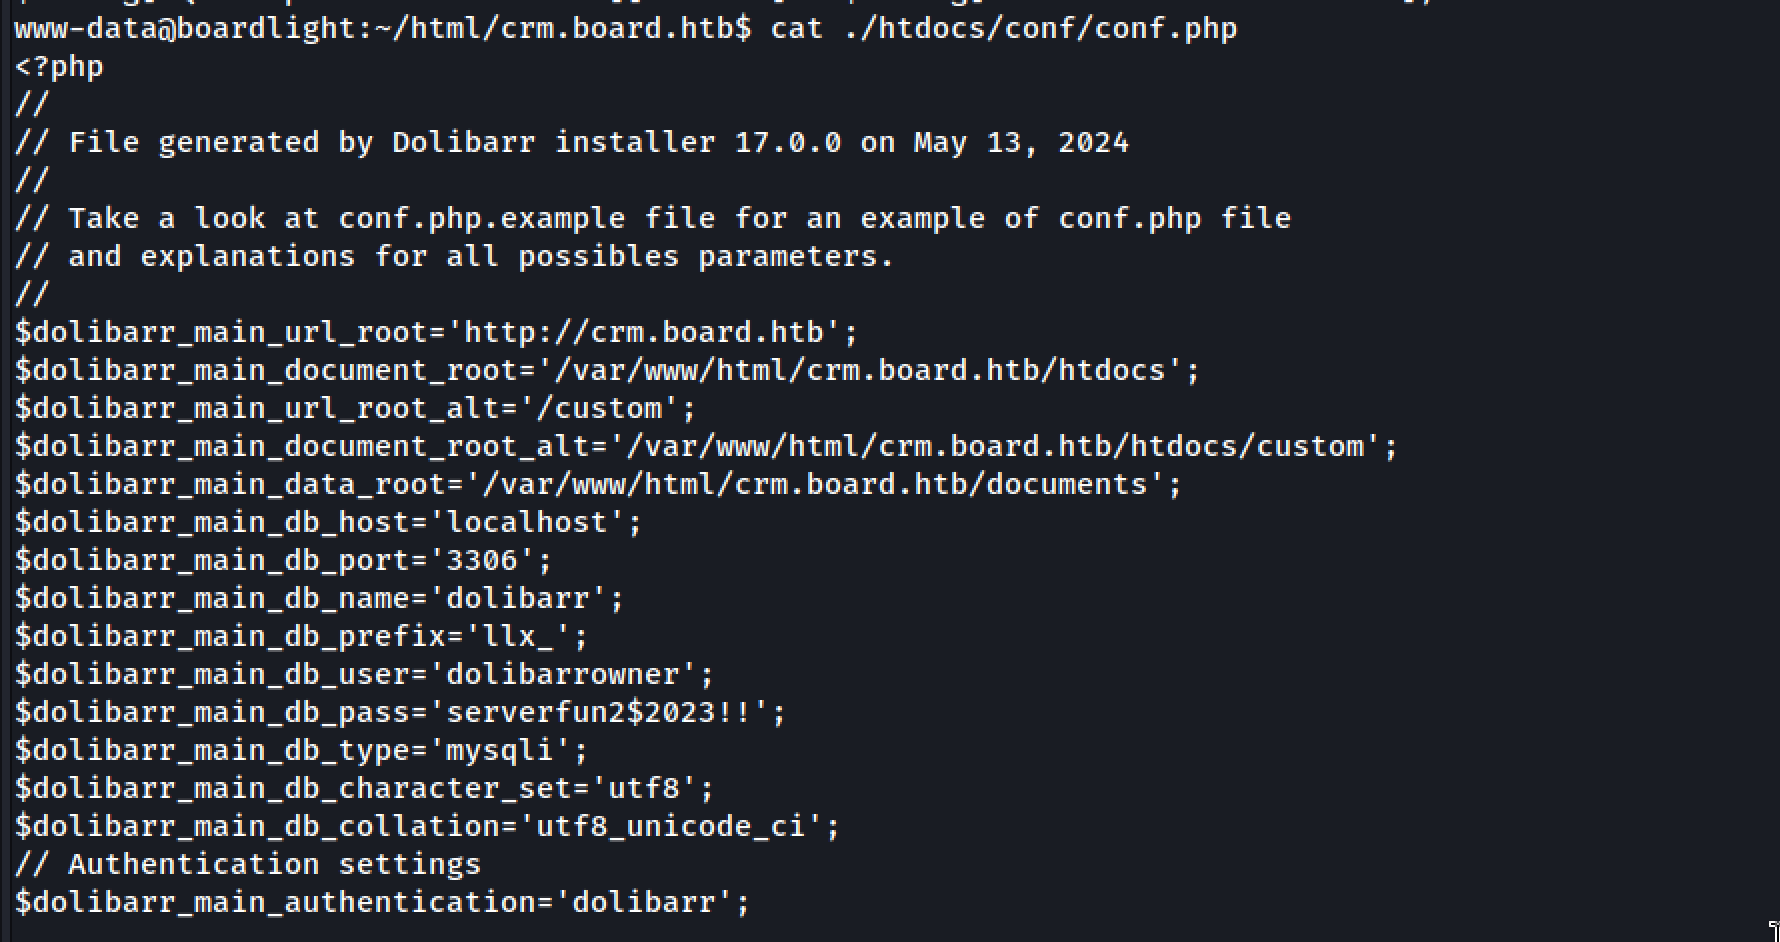 www-data@boardlight:~/html/crm.board.htb$ cat ./htdocs/conf/conf.php
<?php
//
// File generated by Dolibarr installer 17.0.0 on May 13, 2024
//
// Take a look at conf.php.example file for an example of conf.php file
// and explanations for all possibles parameters.
//
$dolibarr_main_url_root='http://crm.board.htb';
$dolibarr_main_document_root='/var/www/html/crm.board.htb/htdocs';
$dolibarr_main_url_root_alt='/custom';
$dolibarr_main_document_root_alt='/var/www/html/crm.board.htb/htdocs/custom';
$dolibarr_main_data_root='/var/www/html/crm.board.htb/documents';
$dolibarr_main_db_host='localhost';
$dolibarr_main_db_port='3306';
$dolibarr_main_db_name='dolibarr';
$dolibarr_main_db_prefix='llx_';
$dolibarr_main_db_user='dolibarrowner';
$dolibarr_main_db_pass='serverfun2$2023!!';
$dolibarr_main_db_type='mysqli';
$dolibarr_main_db_character_set='utf8';
$dolibarr_main_db_collation='utf8_unicode_ci';
// Authentication settings
$dolibarr_main_authentication='dolibarr';